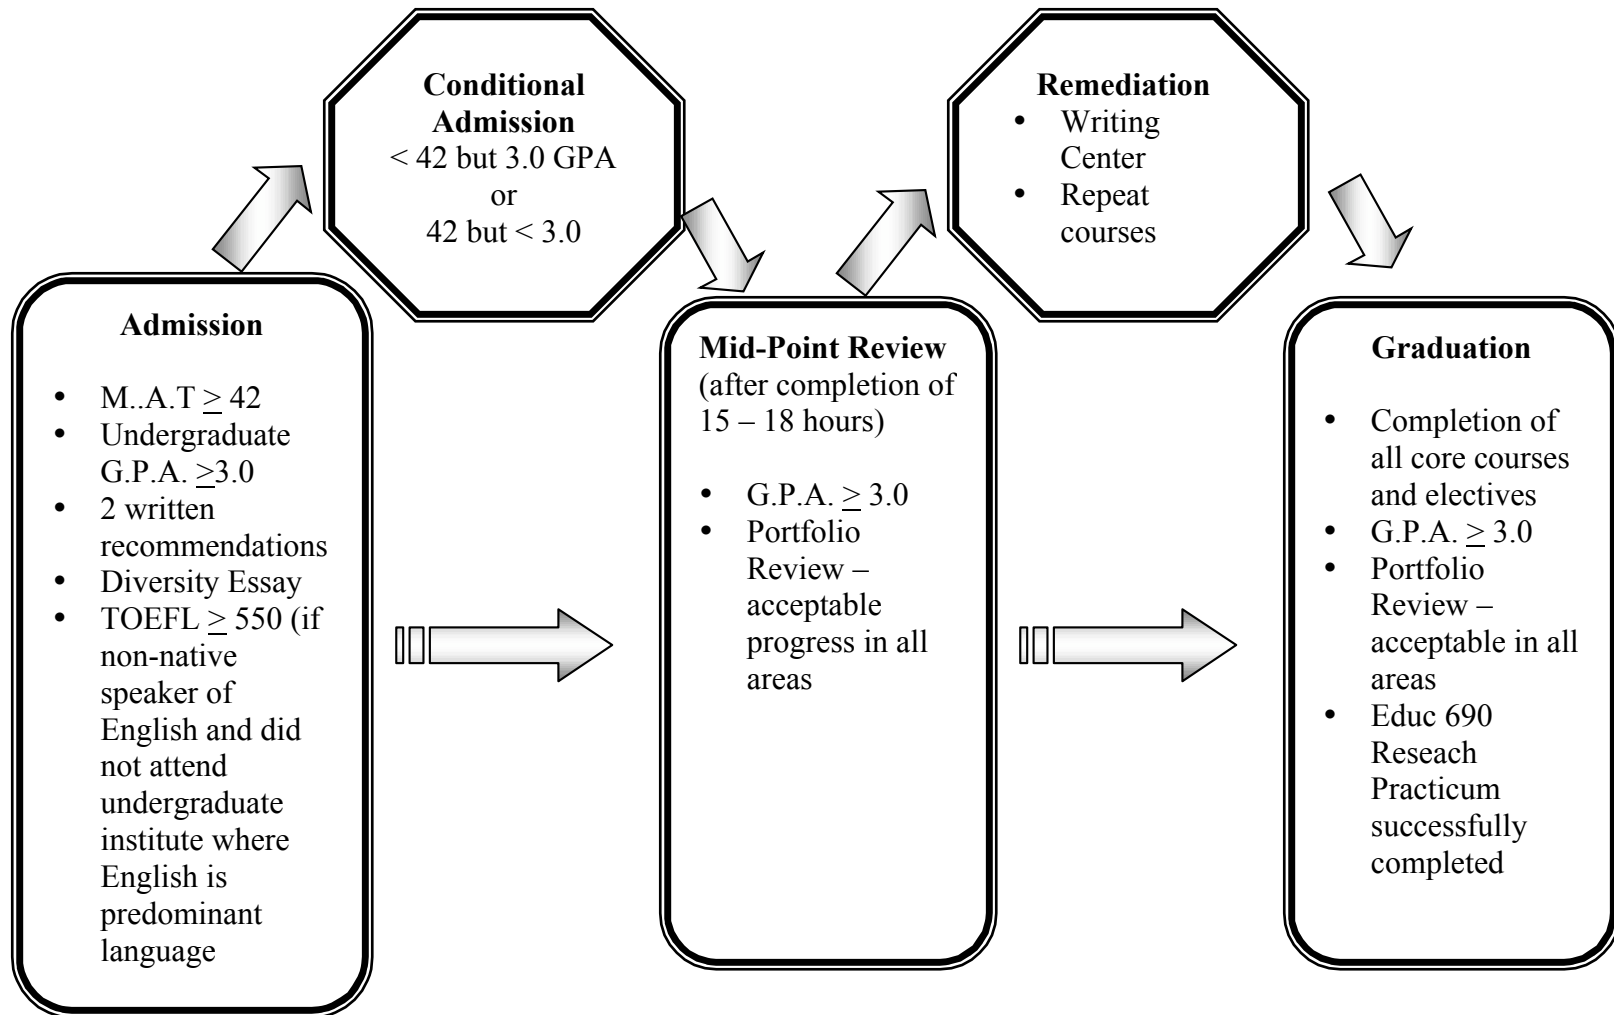 Conditional
Admission
< 42 but 3.0 GPA
or
42 but < 3.0
Remediation
• Writing
Center
• Repeat
courses
Admission
• M..A.T ≥ 42
• Undergraduate
G.P.A. ≥3.0
• 2 written
recommendations
• Diversity Essay
• TOEFL ≥ 550 (if
non-native
speaker of
English and did
not attend
undergraduate
institute where
English is
predominant
language
Mid-Point Review
(after completion of
15 – 18 hours)
• G.P.A. ≥ 3.0
• Portfolio
Review –
acceptable
progress in all
areas
Graduation
• Completion of
all core courses
and electives
• G.P.A. ≥ 3.0
• Portfolio
Review –
acceptable in all
areas
• Educ 690
Reseach
Practicum
successfully
completed